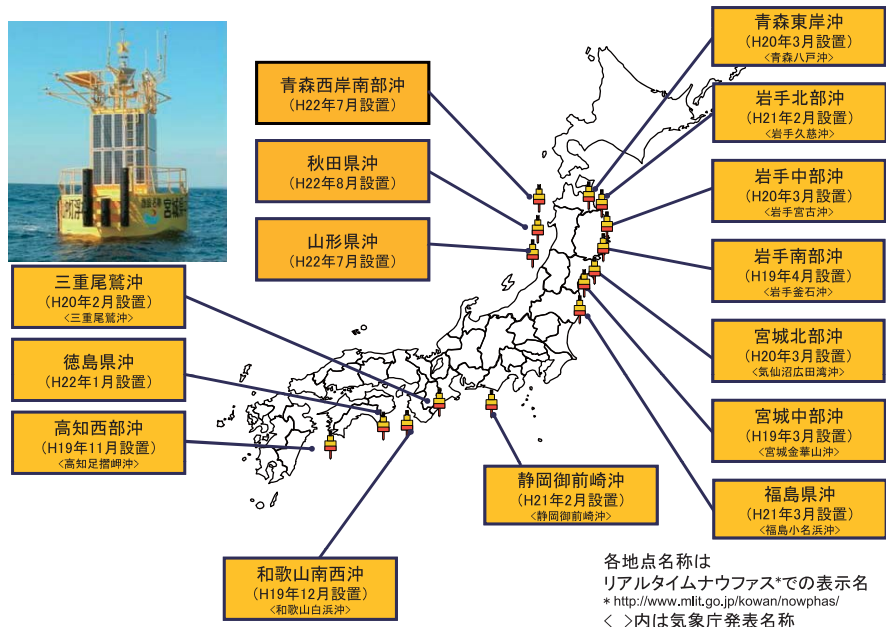 青森東岸沖
(H20年3月設置)
<青森八戸沖>
青森西岸南部沖
(H22年7月設置)
岩手北部沖
(H21年2月設置)
<岩手久慈沖>
秋田県沖
(H22年8月設置)
岩手中部沖
(H20年3月設置)
<岩手宮古沖>
山形県沖
(H22年7月設置)
岩手南部沖
(H19年4月設置)
<岩手釜石沖>
三重尾鷲沖
(H20年2月設置)
<三重尾鷲沖>
宮城北部沖
(H20年3月設置)
<気仙沼広田湾沖>
徳島県沖
(H22年1月設置)
宮城中部沖
(H19年3月設置)
<宮城金華山沖>
高知西部沖
(H19年11月設置)
<高知足摺岬沖>
静岡御前崎沖
(H21年2月設置)
<静岡御前崎沖>
福島県沖
(H21年3月設置)
<福島小名浜沖>
和歌山南西沖
(H19年12月設置)
<和歌山白浜沖>
各地点名称は
リアルタイムナウファス*での表示名
* http://www.mlit.go.jp/kowan/nowphas/
< >内は気象庁発表名称
宮城